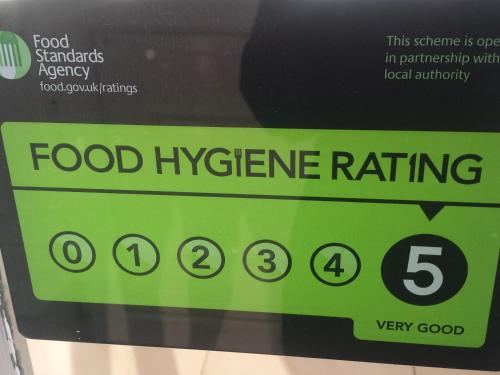 Food
Standards
Agency
food.gov.uk/ratings
This scheme is ope
in partnership with
local authority
FOOD HYGIENE RATING
0 1 2 3 4 5
VERY GOOD